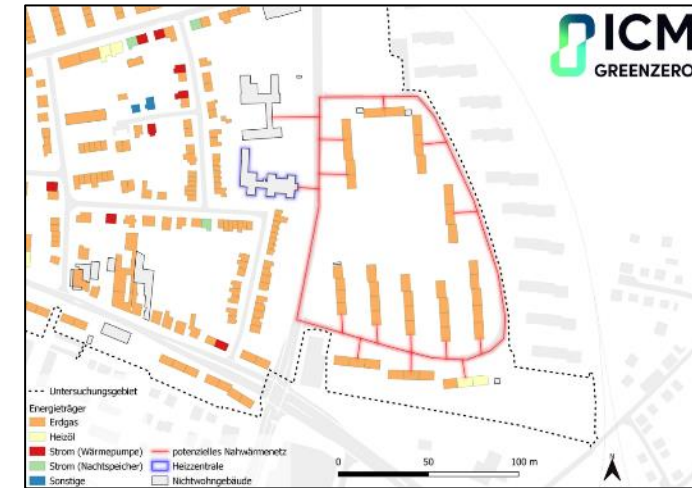 ICM
GREENZERO
Untersuchungsgebiet
Energieträger
Erdgas
Heizöl
Strom (Wärmepumpe)
Strom (Nachtspeicher)
Sonstige
potenzielles Nahwärmenetz
Heizzentrale
Nichtwohngebäude
0 50 100 m
N